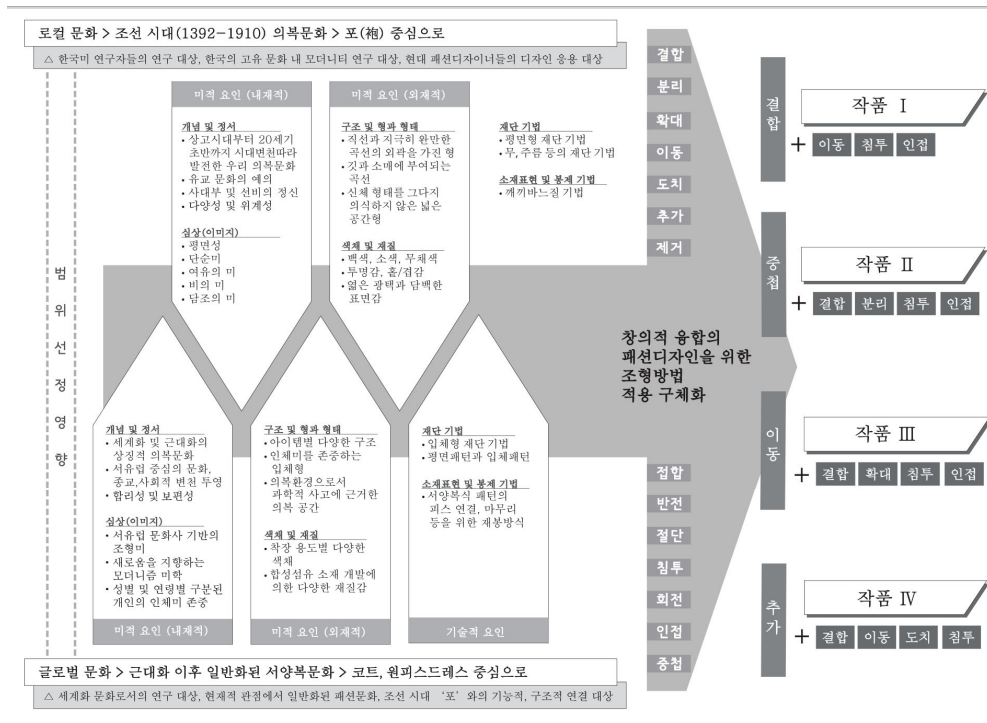 로컬 문화 > 조선 시대(1392-1910) 의복문화 > 포(袍) 중심으로
△ 한국미 연구자들의 연구 대상, 한국의 고유 문화 내 모더니티 연구 대상, 현대 패션디자이너들의 디자인 응용 대상
범
위
선
정
영
향
미적 요인 (내재적)
개념 및 정서
• 상고시대부터 20세기
초반까지 시대변천따라
발전한 우리 의복문화
• 유교 문화의 예의
• 사대부 및 선비의 정신
• 다양성 및 위계성
심상(이미지)
• 평면성
• 단순미
• 여유의 미
• 비의 미
• 담조의 미
미적 요인 (외재적)
구조 및 형과 형태
• 직선과 지극히 완만한
곡선의 외곽을 가진 형
• 깃과 소매에 부여되는
곡선
• 신체 형태를 그다지
의식하지 않은 넓은
공간형
색채 및 재질
• 백색, 소색, 무채색
• 투명감, 홑/겹감
• 엷은 광택과 담백한
표면감
재단 기법
• 평면형 재단 기법
• 무, 주름 등의 재단 기법
소재표현 및 봉제 기법
• 깨끼바느질 기법
개념 및 정서
• 세계화 및 근대화의
상징적 의복문화
• 서유럽 중심의 문화,
종교,사회적 변천 투영
• 합리성 및 보편성
심상(이미지)
• 서유럽 문화사 기반의
조형미
• 새로움을 지향하는
모더니즘 미학
• 성별 및 연령별 구분된
개인의 인체미 존중
미적 요인 (내재적)
구조 및 형과 형태
• 아이템별 다양한 구조
• 인체미를 존중하는
입체형
• 의복환경으로서
과학적 사고에 근거한
의복 공간
색채 및 재질
• 착장 용도별 다양한
색채
• 합성섬유 소재 개발에
의한 다양한 재질감
미적 요인 (외재적)
재단 기법
• 입체형 재단 기법
• 평면패턴과 입체패턴
소재표현 및 봉제 기법
• 서양복식 패턴의
피스 연결, 마무리
등을 위한 재봉방식
기술적 요인
글로벌 문화 > 근대화 이후 일반화된 서양복문화 > 코트, 원피스드레스 중심으로
△ 세계화 문화로서의 연구 대상, 현재적 관점에서 일반화된 패션문화, 조선 시대 ‘포’와의 기능적, 구조적 연결 대상
결합
분리
확대
이동
도치
추가
제거
창의적 융합의
패션디자인을 위한
조형방법
적용 구체화
접합
반전
절단
침투
회전
인접
중첩
결합
작품 Ⅰ
+ 이동 침투 인접
중첩
작품 Ⅱ
+ 결합 분리 침투 인접
이동
작품 Ⅲ
+ 결합 확대 침투 인접
추가
작품 Ⅳ
+ 결합 이동 도치 침투